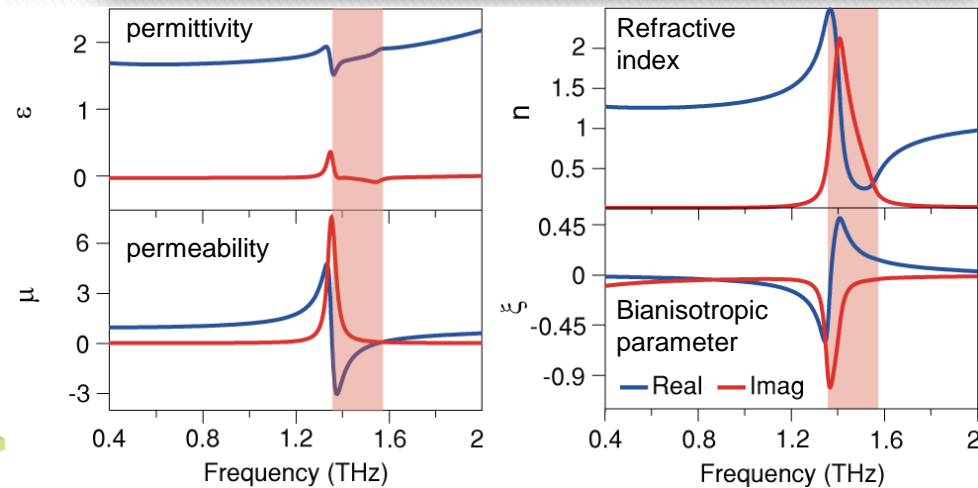 permittivity
2
1
0
ε
permeability
6
3
0
-3
μ
0.4 0.8 1.2 1.6 2
Frequency (THz)
Refractive
index
2
1.5
1
0.5
n
0.45
0
-0.45
-0.9
ξ
Bianisotropic
parameter
Real Imag
0.4 0.8 1.2 1.6 2
Frequency (THz)